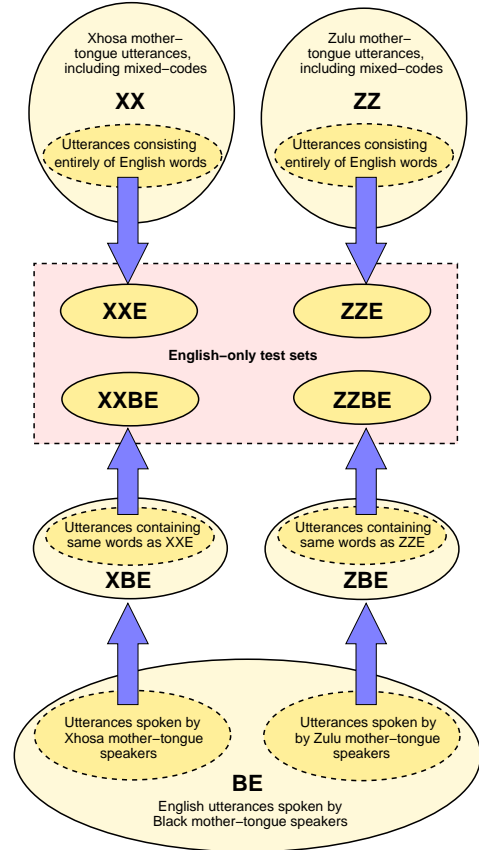 Xhosa mother–
tongue utterances,
including mixed–codes
XX
Utterances consisting
entirely of English words
Zulu mother–
tongue utterances,
including mixed–codes
ZZ
Utterances consisting
entirely of English words
XXE
ZZE
English–only test sets
XXBE
ZZBE
Utterances containing
same words as XXE
XBE
Utterances containing
same words as ZZE
ZBE
Utterances spoken by
Xhosa mother–tongue
speakers
Utterances spoken by
by Zulu mother–tongue
speakers
BE
English utterances spoken by
Black mother–tongue speakers